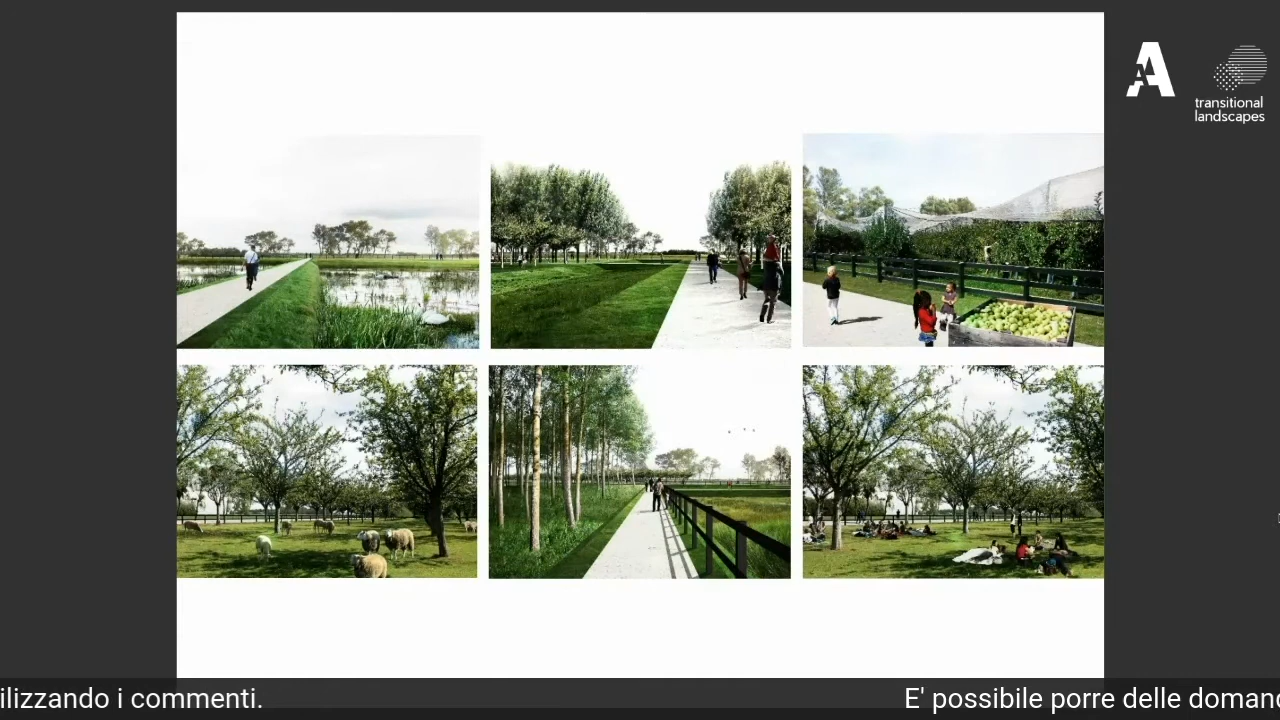 A
A
transitional
landscapes
ilizzando i commenti.
E' possibile porre delle domand